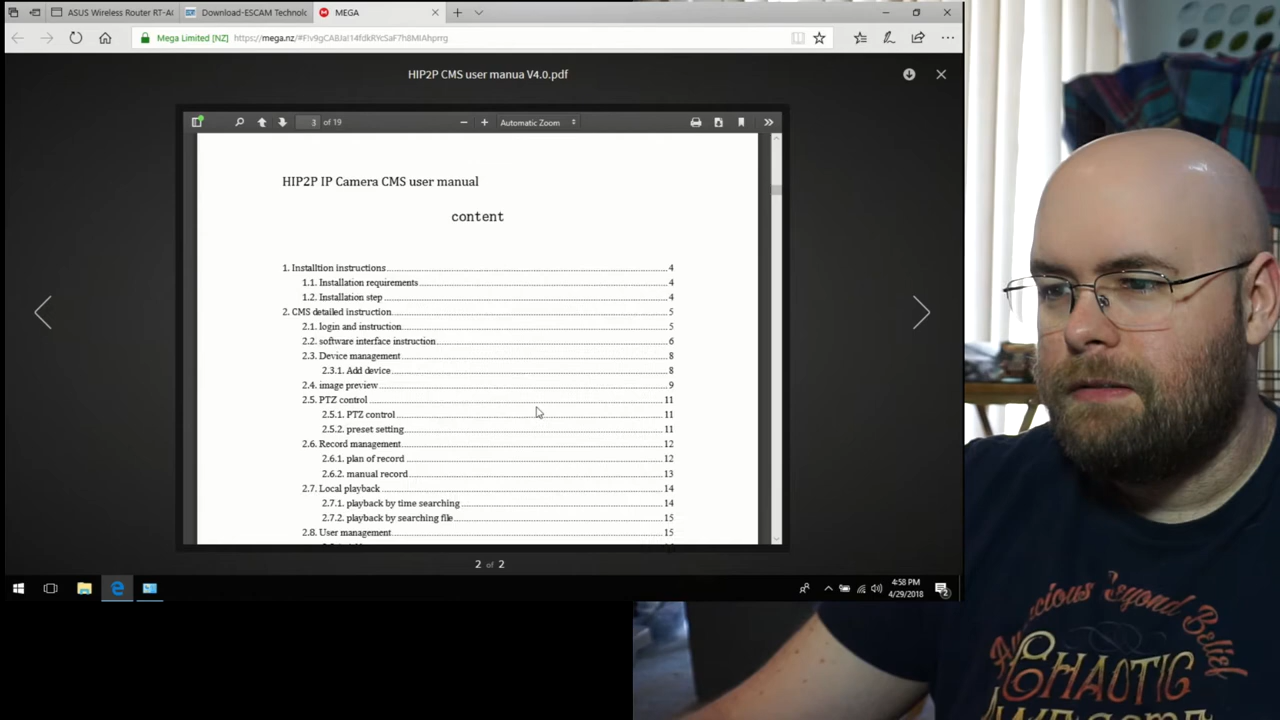 ASUS Wireless Router RT-AC
Download-ESCAM Technolo
MEGA
Mega Limited [NZ]
HIP2P CMS user manua V4.0.pdf
3 of 19
Automatic Zoom
HIP2P IP Camera CMS user manual
content
1. Installtion instructions 4
1.1. Installation requirements 4
1.2. Installation step 4
2. CMS detailed instruction 5
2.1. login and instruction 5
2.2. software interface instruction 6
2.3. Device management 8
2.3.1. Add device 8
2.4. image preview 9
2.5. PTZ control 11
2.5.1. PTZ control 11
2.5.2. preset setting 11
2.6. Record management 12
2.6.1. plan of record 12
2.6.2. manual record 13
2.7. Local playback 14
2.7.1. playback by time searching 14
2.7.2. playback by searching file 15
2.8. User management 15
2 of 2
4:58 PM
4/29/2018
2
Beyond Belief
CHAOTIC